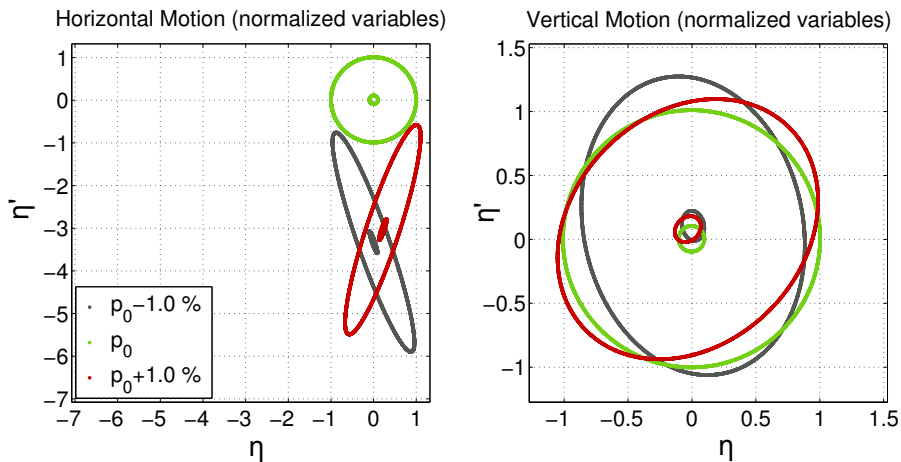 Horizontal Motion (normalized variables)
1
0
−1
−2
−3
−4
−5
−6
−7
η'
p0−1.0 %
p0
p0+1.0 %
−7 −6 −5 −4 −3 −2 −1 0 1
η
Vertical Motion (normalized variables)
1.5
1
0.5
0
−0.5
−1
η'
−1 −0.5 0 0.5 1 1.5
η